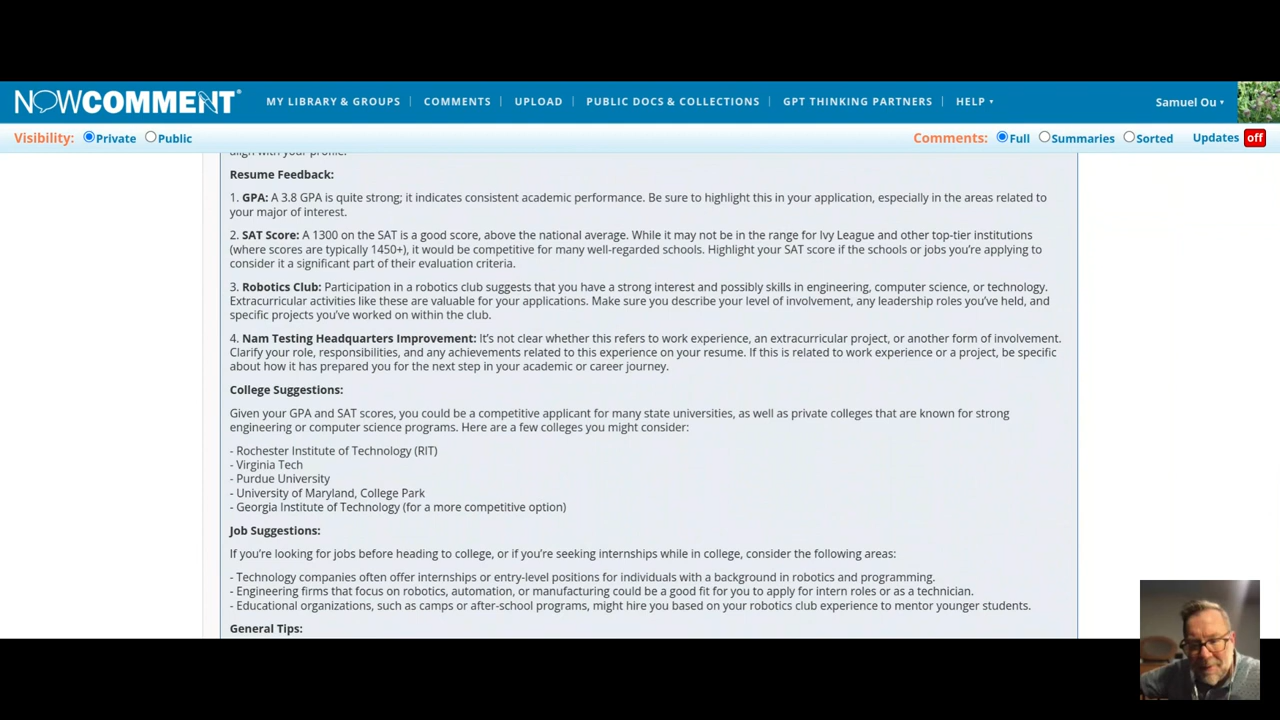 NOWCOMMENT®
MY LIBRARY & GROUPS | COMMENTS | UPLOAD | PUBLIC DOCS & COLLECTIONS | GPT THINKING PARTNERS | HELP ▾
Samuel Ou ▾
Visibility: Private Public
Comments: Full Summaries Sorted Updates off
align with your profile.
Resume Feedback:
1. GPA: A 3.8 GPA is quite strong; it indicates consistent academic performance. Be sure to highlight this in your application, especially in the areas related to
your major of interest.
2. SAT Score: A 1300 on the SAT is a good score, above the national average. While it may not be in the range for Ivy League and other top-tier institutions
(where scores are typically 1450+), it would be competitive for many well-regarded schools. Highlight your SAT score if the schools or jobs you’re applying to
consider it a significant part of their evaluation criteria.
3. Robotics Club: Participation in a robotics club suggests that you have a strong interest and possibly skills in engineering, computer science, or technology.
Extracurricular activities like these are valuable for your applications. Make sure you describe your level of involvement, any leadership roles you’ve held, and
specific projects you’ve worked on within the club.
4. Nam Testing Headquarters Improvement: It’s not clear whether this refers to work experience, an extracurricular project, or another form of involvement.
Clarify your role, responsibilities, and any achievements related to this experience on your resume. If this is related to work experience or a project, be specific
about how it has prepared you for the next step in your academic or career journey.
College Suggestions:
Given your GPA and SAT scores, you could be a competitive applicant for many state universities, as well as private colleges that are known for strong
engineering or computer science programs. Here are a few colleges you might consider:
- Rochester Institute of Technology (RIT)
- Virginia Tech
- Purdue University
- University of Maryland, College Park
- Georgia Institute of Technology (for a more competitive option)
Job Suggestions:
If you’re looking for jobs before heading to college, or if you’re seeking internships while in college, consider the following areas:
- Technology companies often offer internships or entry-level positions for individuals with a background in robotics and programming.
- Engineering firms that focus on robotics, automation, or manufacturing could be a good fit for you to apply for intern roles or as a technician.
- Educational organizations, such as camps or after-school programs, might hire you based on your robotics club experience to mentor younger students.
General Tips: